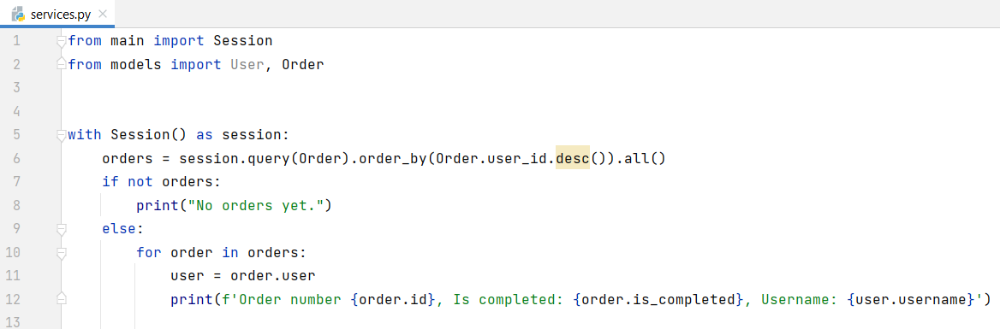 services.py
1 from main import Session
2 from models import User, Order
3
4
5 with Session() as session:
6     orders = session.query(Order).order_by(Order.user_id.desc()).all()
7     if not orders:
8         print("No orders yet.")
9     else:
10         for order in orders:
11             user = order.user
12             print(f'Order number {order.id}, Is completed: {order.is_completed}, Username: {user.username}')
13